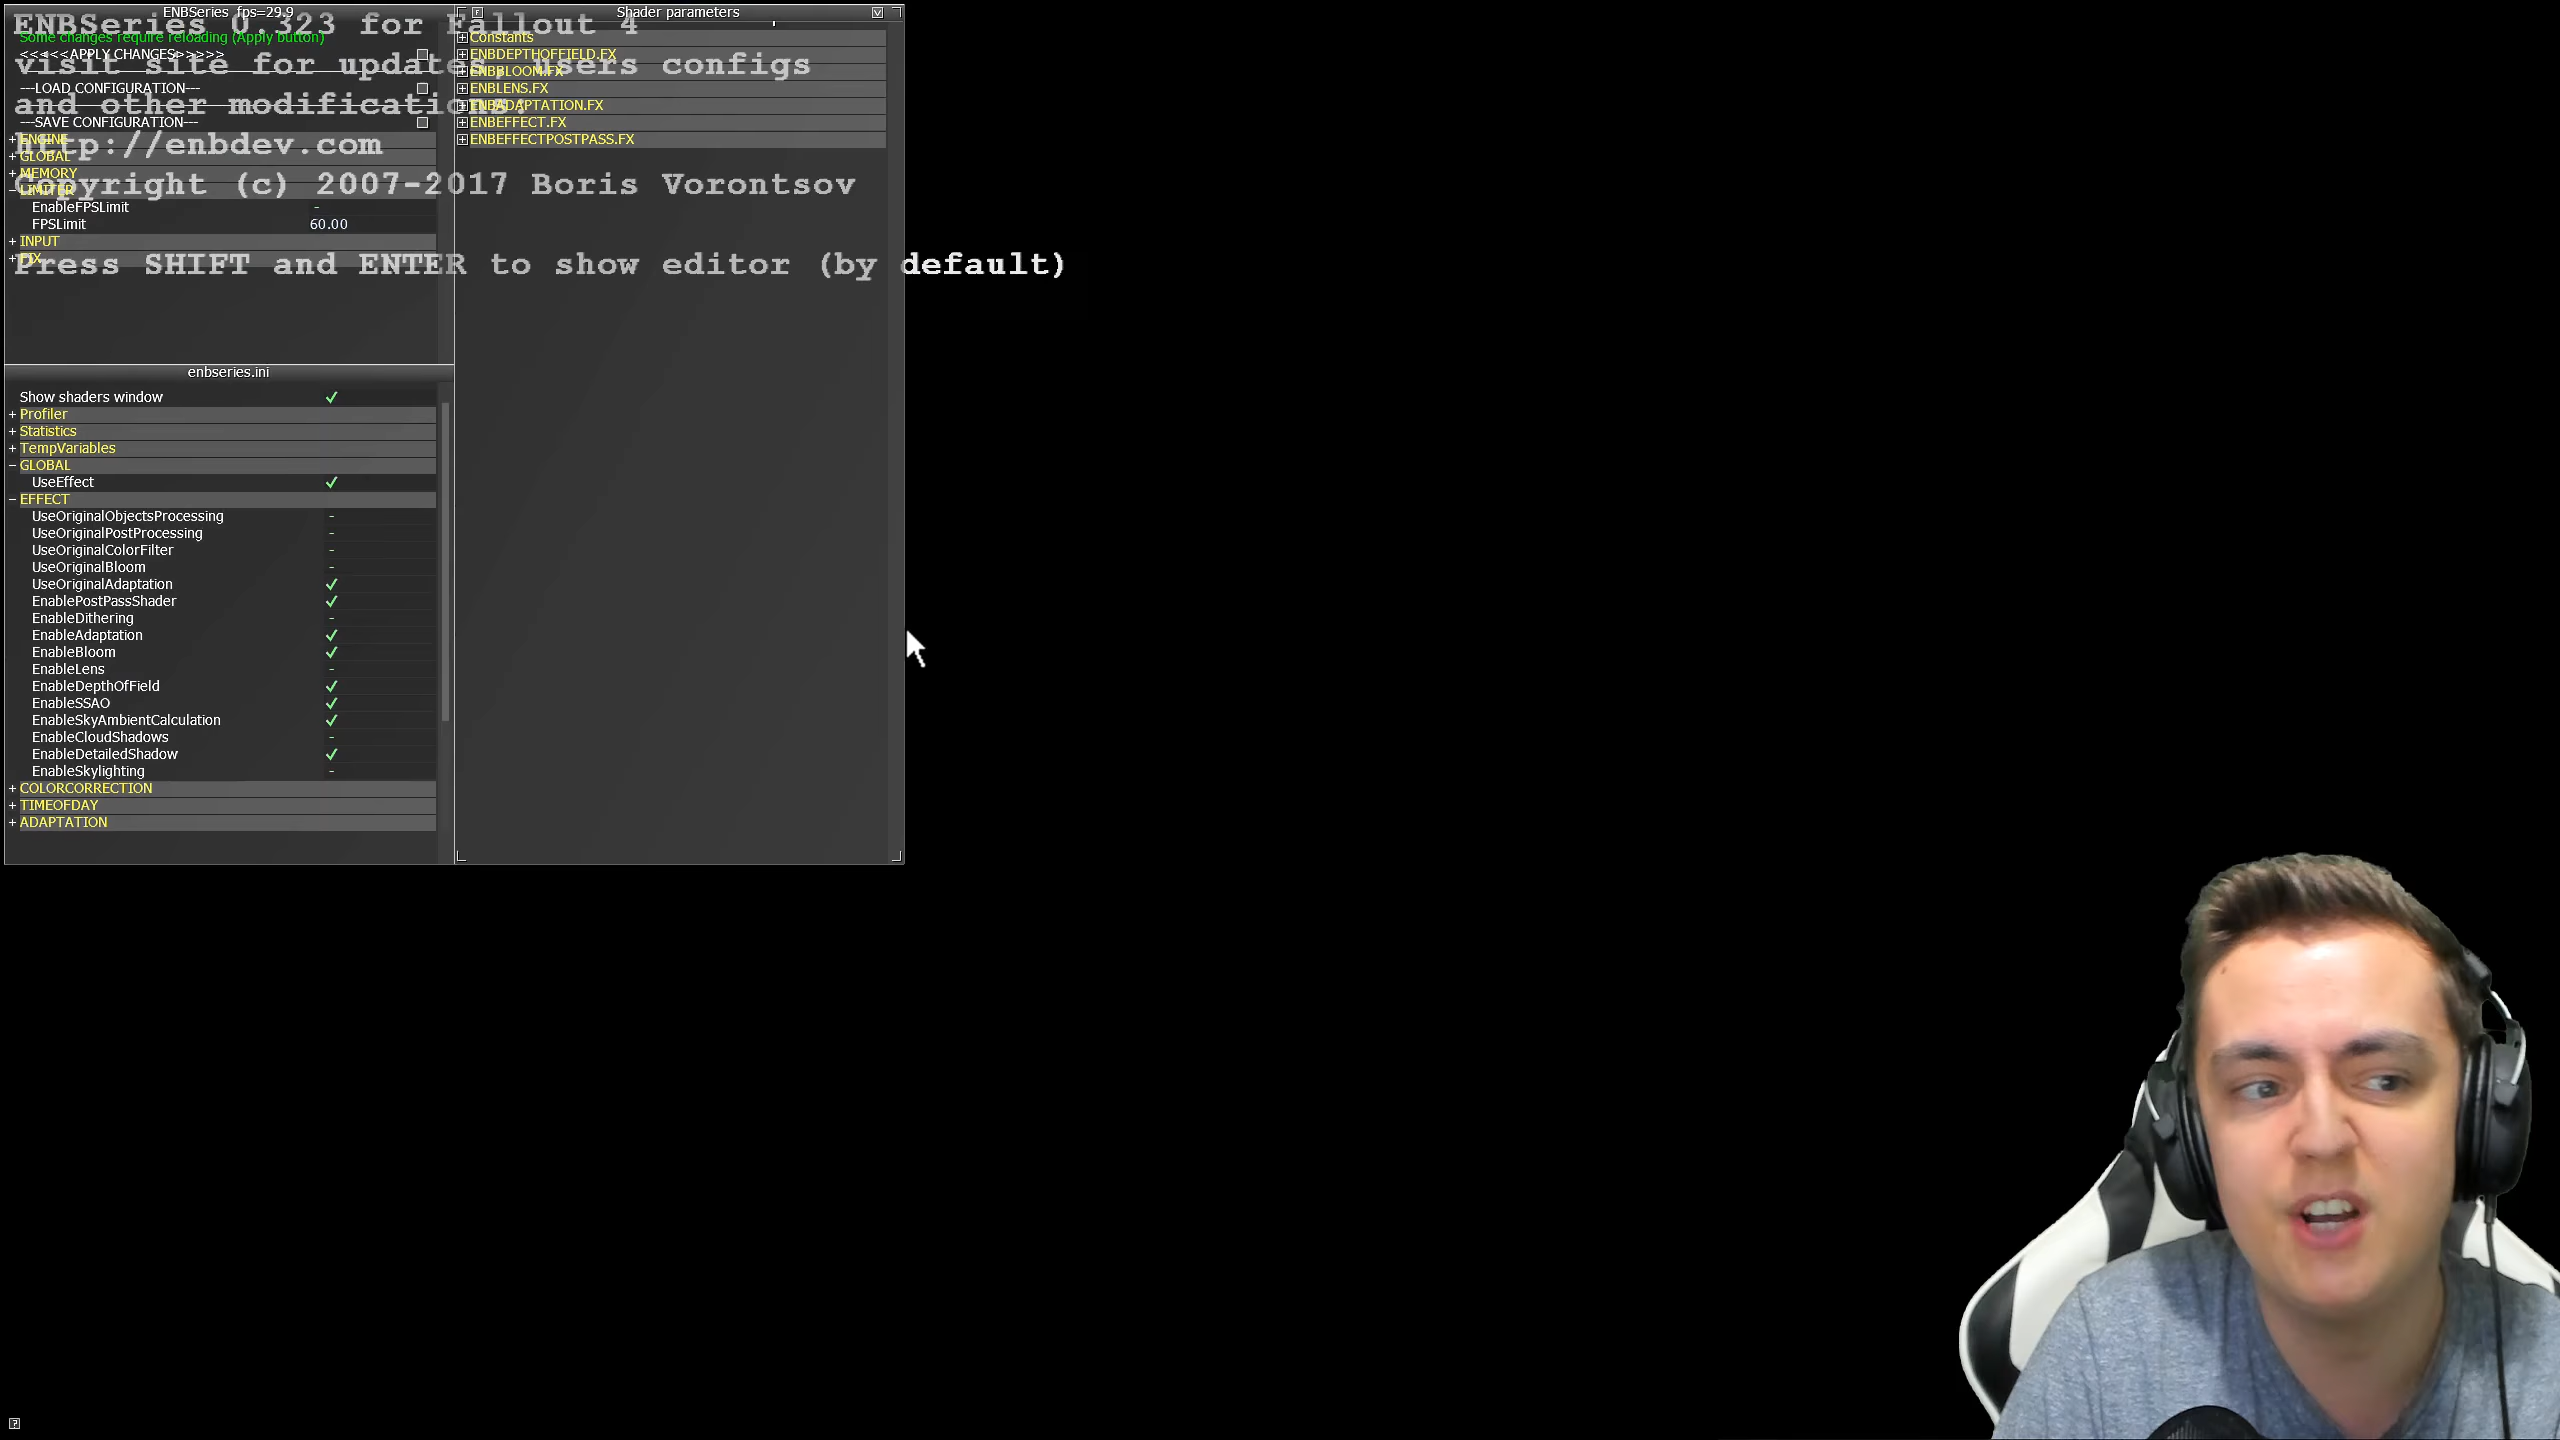 ENBSeries fps=29.9
ENBSeries 0.323 for Fallout 4
Some changes require reloading (Apply button)
<<<<<APPLY CHANGES>>>>>
visit site for updates, users configs
---LOAD CONFIGURATION---
and other modifications:
---SAVE CONFIGURATION---
+ ENGINE
http://enbdev.com
+ GLOBAL
+ MEMORY
Copyright (c) 2007-2017 Boris Vorontsov
- LIMITER
EnableFPSLimit -
FPSLimit 60.00
+ INPUT
+ FIX
Press SHIFT and ENTER to show editor (by default)
enbseries.ini
Show shaders window ✓
+ Profiler
+ Statistics
+ TempVariables
- GLOBAL
UseEffect ✓
- EFFECT
UseOriginalObjectsProcessing -
UseOriginalPostProcessing -
UseOriginalColorFilter -
UseOriginalBloom -
UseOriginalAdaptation ✓
EnablePostPassShader ✓
EnableDithering -
EnableAdaptation ✓
EnableBloom ✓
EnableLens -
EnableDepthOfField ✓
EnableSSAO ✓
EnableSkyAmbientCalculation ✓
EnableCloudShadows -
EnableDetailedShadow ✓
EnableSkylighting -
+ COLORCORRECTION
+ TIMEOFDAY
+ ADAPTATION
Shader parameters
+ Constants
+ ENBDEPTHOFFIELD.FX
+ ENBBLOOM.FX
+ ENBLENS.FX
+ ENBADAPTATION.FX
+ ENBEFFECT.FX
+ ENBEFFECTPOSTPASS.FX
?